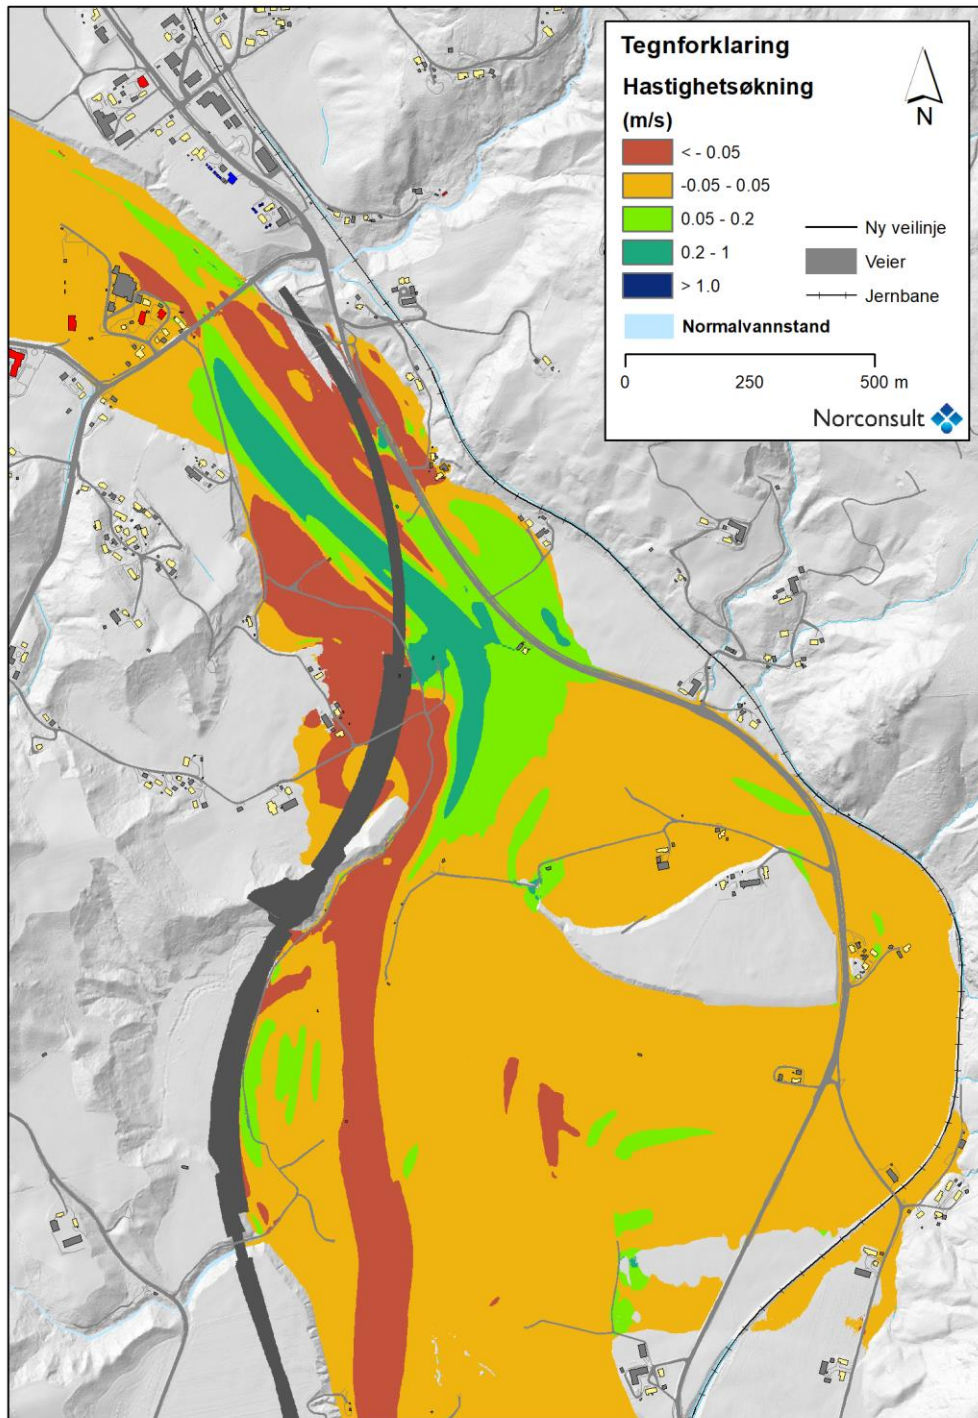 Tegnforklaring
Hastighetsøkning
(m/s)
< - 0.05
-0.05 - 0.05
0.05 - 0.2
0.2 - 1
> 1.0
Normalvannstand
N
Ny veilinje
Veier
Jernbane
0 250 500 m
Norconsult